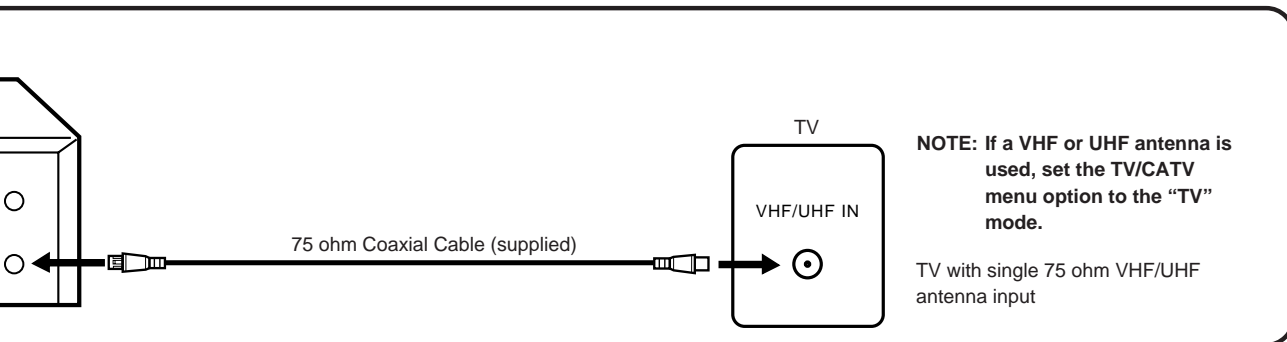 TV
NOTE: If a VHF or UHF antenna is
used, set the TV/CATV
menu option to the “TV”
mode.
VHF/UHF IN
75 ohm Coaxial Cable (supplied)
TV with single 75 ohm VHF/UHF
antenna input